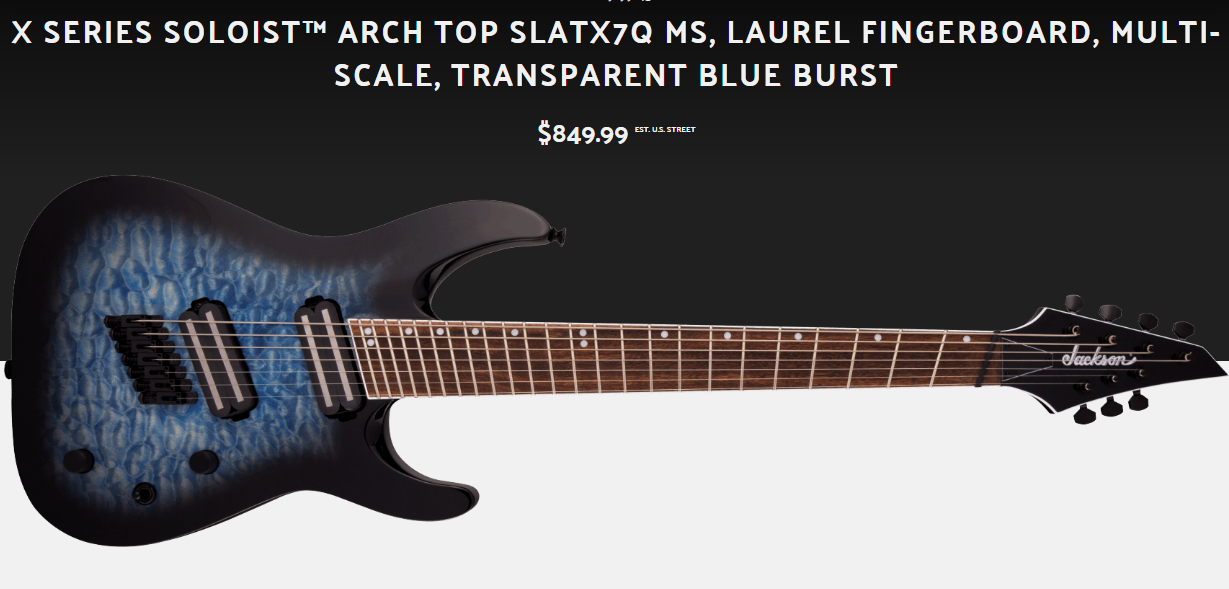 X SERIES SOLOIST™ ARCH TOP SLATX7Q MS, LAUREL FINGERBOARD, MULTI-
SCALE, TRANSPARENT BLUE BURST
$849.99 EST. U.S. STREET
Jackson